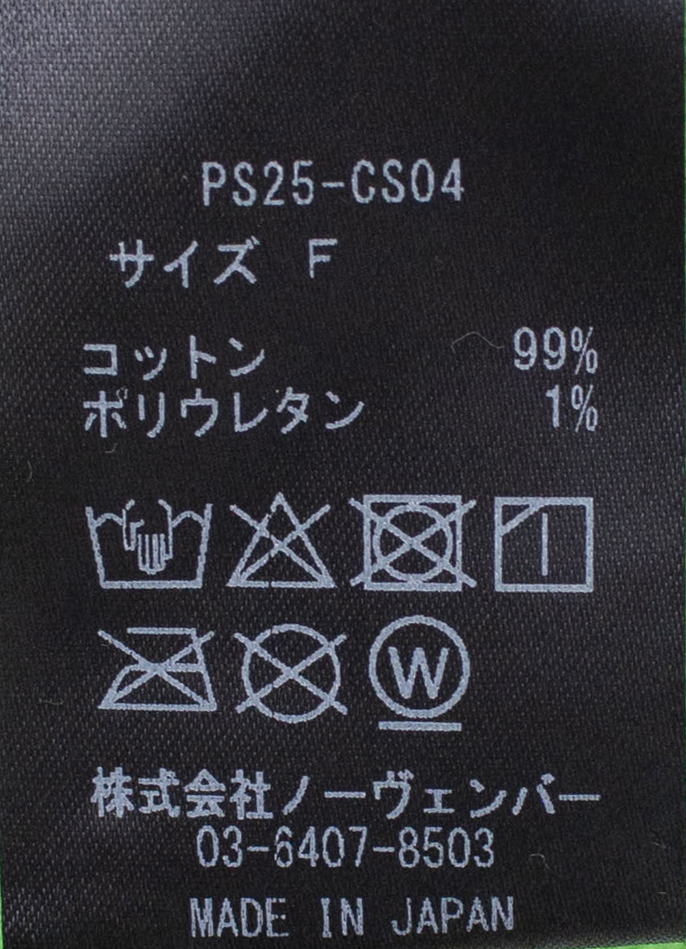 PS25-CS04
サイズ F
コットン 99%
ポリウレタン 1%
W
株式会社ノーヴェンバー
03-6407-8503
MADE IN JAPAN